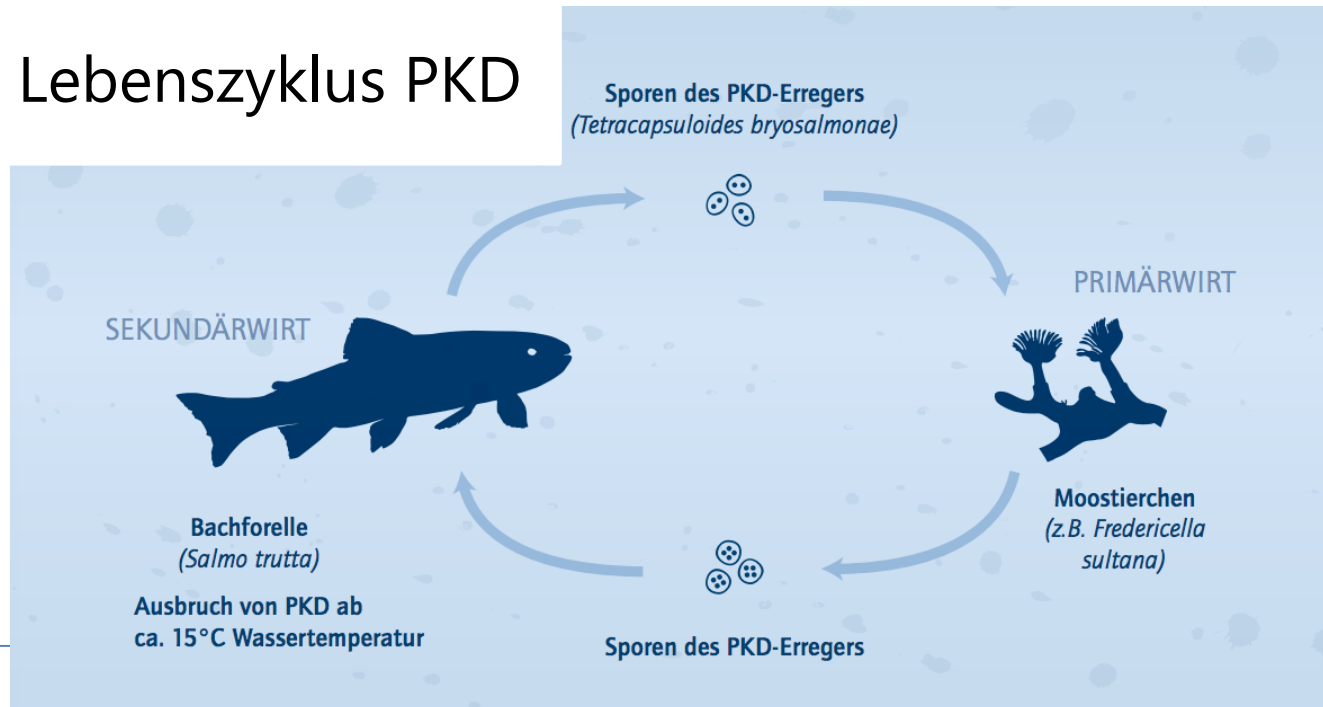 Lebenszyklus PKD
Sporen des PKD-Erregers
(Tetracapsuloides bryosalmonae)
PRIMÄRWIRT
SEKUNDÄRWIRT
Moostierchen
(z.B. Fredericella
sultana)
Bachforelle
(Salmo trutta)
Ausbruch von PKD ab
ca. 15°C Wassertemperatur
Sporen des PKD-Erregers